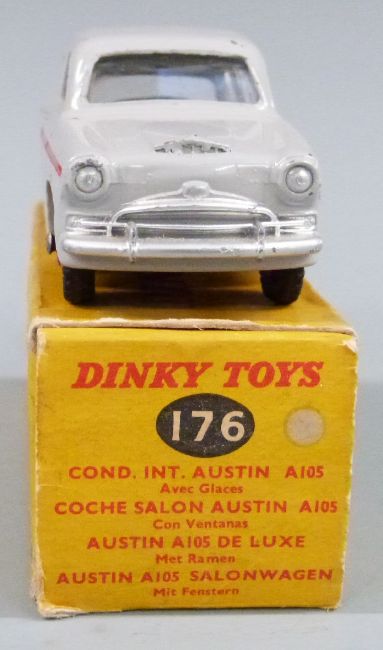 DINKY TOYS
176
COND. INT. AUSTIN A105
Avec Glaces
COCHE SALON AUSTIN A105
Con Ventanas
AUSTIN A105 DE LUXE
Met Ramen
AUSTIN A105 SALONWAGEN
Mit Fenstern